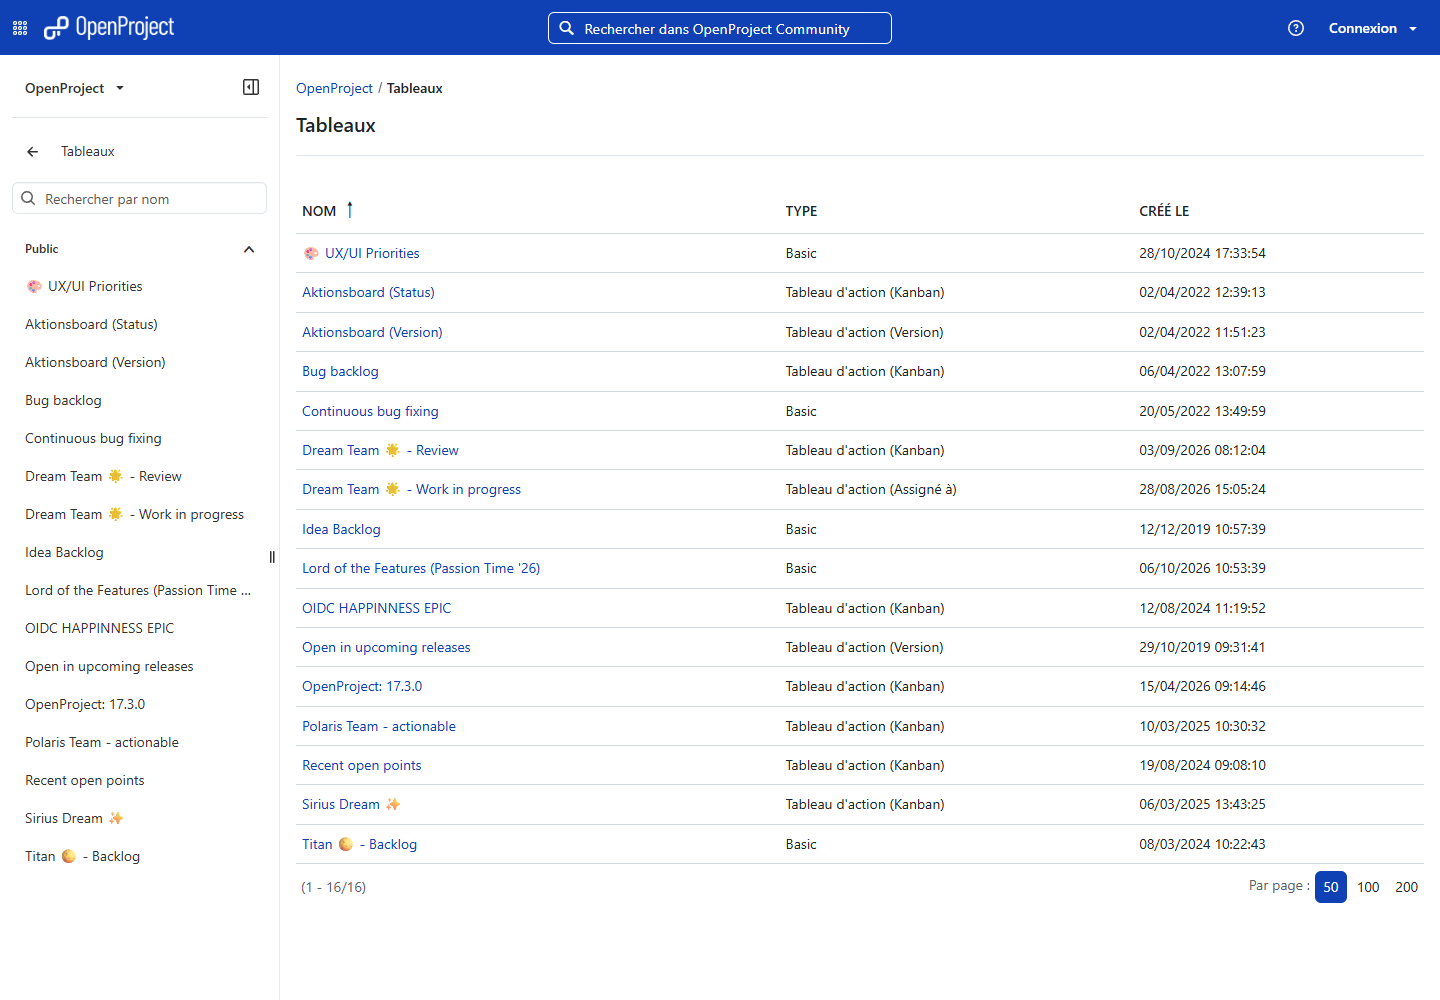 OpenProject
Rechercher dans OpenProject Community
Connexion
OpenProject
Tableaux
Rechercher par nom
Public
🎨 UX/UI Priorities
Aktionsboard (Status)
Aktionsboard (Version)
Bug backlog
Continuous bug fixing
Dream Team 🌟 - Review
Dream Team 🌟 - Work in progress
Idea Backlog
Lord of the Features (Passion Time ...
OIDC HAPPINNESS EPIC
Open in upcoming releases
OpenProject: 17.3.0
Polaris Team - actionable
Recent open points
Sirius Dream ✨
Titan 🌕 - Backlog
OpenProject / Tableaux
Tableaux
NOM TYPE CRÉÉ LE
🎨 UX/UI Priorities Basic 28/10/2024 17:33:54
Aktionsboard (Status) Tableau d'action (Kanban) 02/04/2022 12:39:13
Aktionsboard (Version) Tableau d'action (Version) 02/04/2022 11:51:23
Bug backlog Tableau d'action (Kanban) 06/04/2022 13:07:59
Continuous bug fixing Basic 20/05/2022 13:49:59
Dream Team 🌟 - Review Tableau d'action (Kanban) 03/09/2026 08:12:04
Dream Team 🌟 - Work in progress Tableau d'action (Assigné à) 28/08/2026 15:05:24
Idea Backlog Basic 12/12/2019 10:57:39
Lord of the Features (Passion Time '26) Basic 06/10/2026 10:53:39
OIDC HAPPINNESS EPIC Tableau d'action (Kanban) 12/08/2024 11:19:52
Open in upcoming releases Tableau d'action (Version) 29/10/2019 09:31:41
OpenProject: 17.3.0 Tableau d'action (Kanban) 15/04/2026 09:14:46
Polaris Team - actionable Tableau d'action (Kanban) 10/03/2025 10:30:32
Recent open points Tableau d'action (Kanban) 19/08/2024 09:08:10
Sirius Dream ✨ Tableau d'action (Kanban) 06/03/2025 13:43:25
Titan 🌕 - Backlog Basic 08/03/2024 10:22:43
(1 - 16/16) Par page : 50 100 200